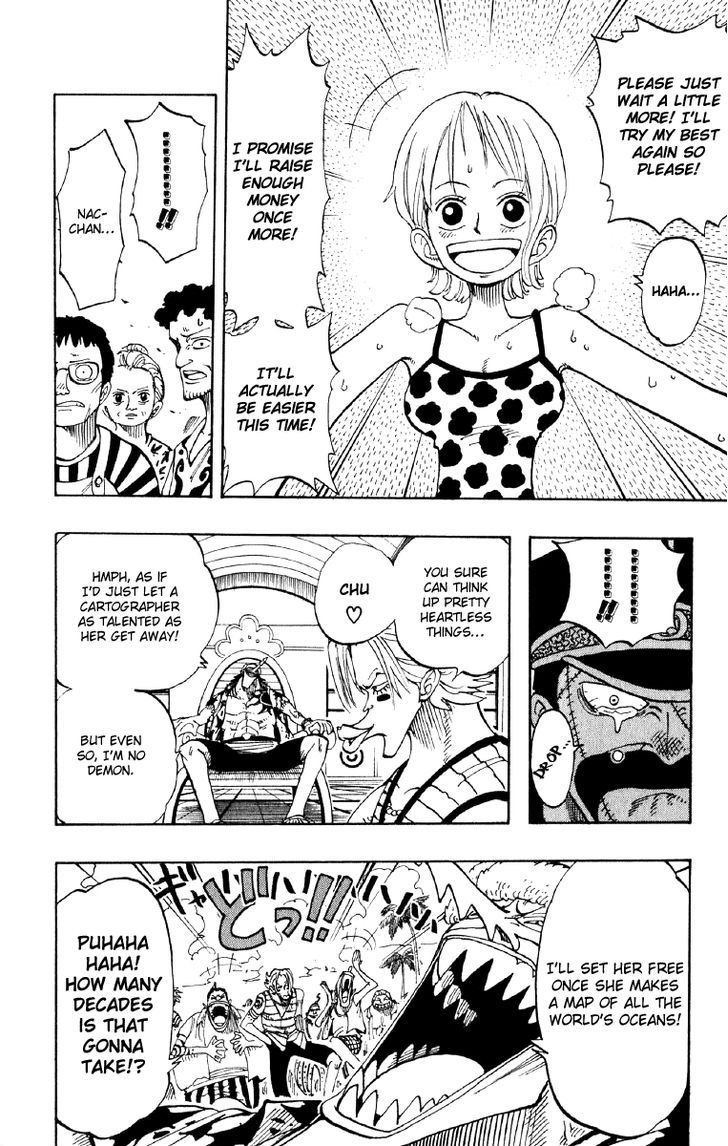 PLEASE JUST
WAIT A LITTLE
MORE! I'LL
TRY MY BEST
AGAIN SO
PLEASE!
HAHA...
I PROMISE
I'LL RAISE
ENOUGH
MONEY
ONCE
MORE!
IT'LL
ACTUALLY
BE EASIER
THIS TIME!
!!
NAC-
CHAN...
!!
DROP...
YOU SURE
CAN THINK
UP PRETTY
HEARTLESS
THINGS...
CHU
♡
HMPH, AS IF
I'D JUST LET A
CARTOGRAPHER
AS TALENTED AS
HER GET AWAY!
BUT EVEN
SO, I'M NO
DEMON.
I'LL SET HER FREE
ONCE SHE MAKES
A MAP OF ALL
THE
WORLD'S OCEANS!
ギャ
どっ!!
PUHAHA
HAHA!
HOW MANY
DECADES
IS THAT
GONNA
TAKE!?